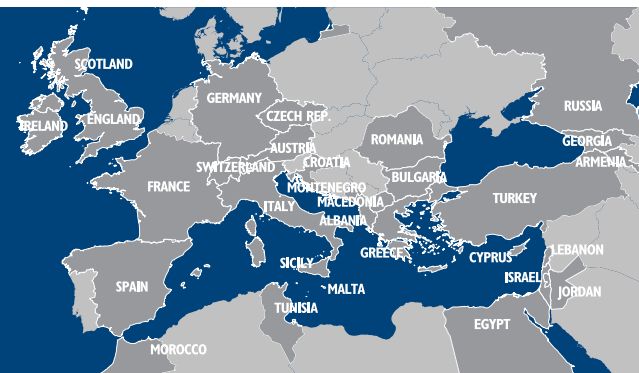 SCOTLAND
IRELAND
ENGLAND
GERMANY
CZECH REP.
RUSSIA
AUSTRIA
ROMANIA
GEORGIA
SWITZERLAND
CROATIA
ARMENIA
FRANCE
BULGARIA
MONTENEGRO
TURKEY
ITALY
MACEDONIA
ALBANIA
GREECE
CYPRUS
LEBANON
SICILY
ISRAEL
SPAIN
MALTA
JORDAN
TUNISIA
EGYPT
MOROCCO